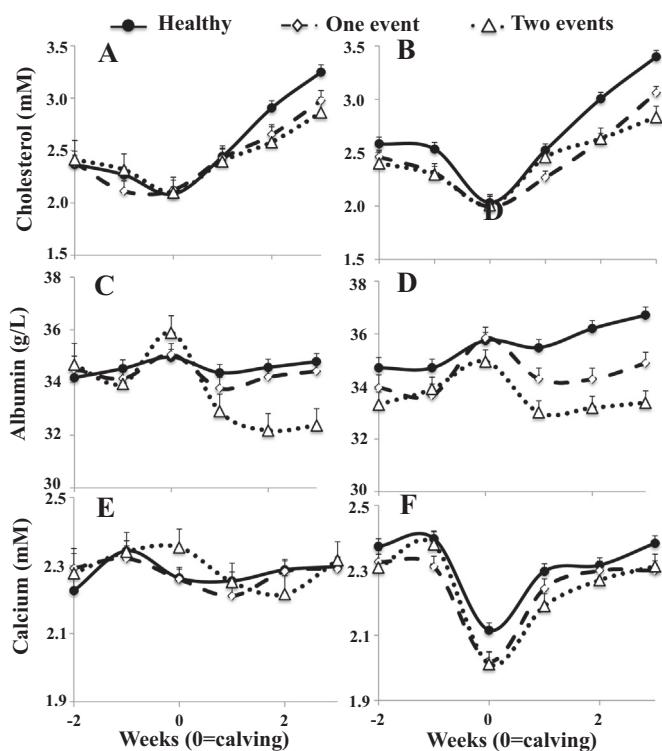 Healthy One event Two events
A B
3.5 3.5
3.0 3.0
2.5 2.5
2.0 2.0
1.5 1.5
Cholesterol (mM)
D
C D
38 38
36 36
34 34
32 32
30 30
Albumin (g/L)
E F
2.5 2.5
2.3 2.3
2.1 2.1
1.9 1.9
Calcium (mM)
-2 0 2 -2 0 2
Weeks (0=calving) Weeks (0=calving)